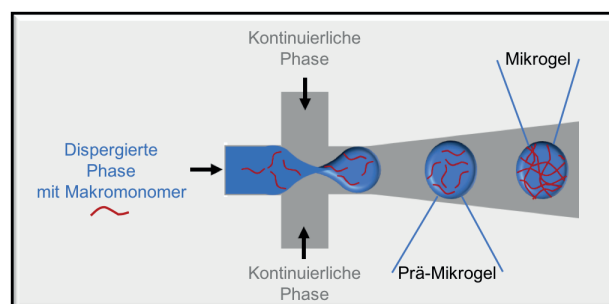 Kontinuierliche
Phase
Mikrogel
Dispergierte
Phase
mit Makromonomer
Prä-Mikrogel
Kontinuierliche
Phase